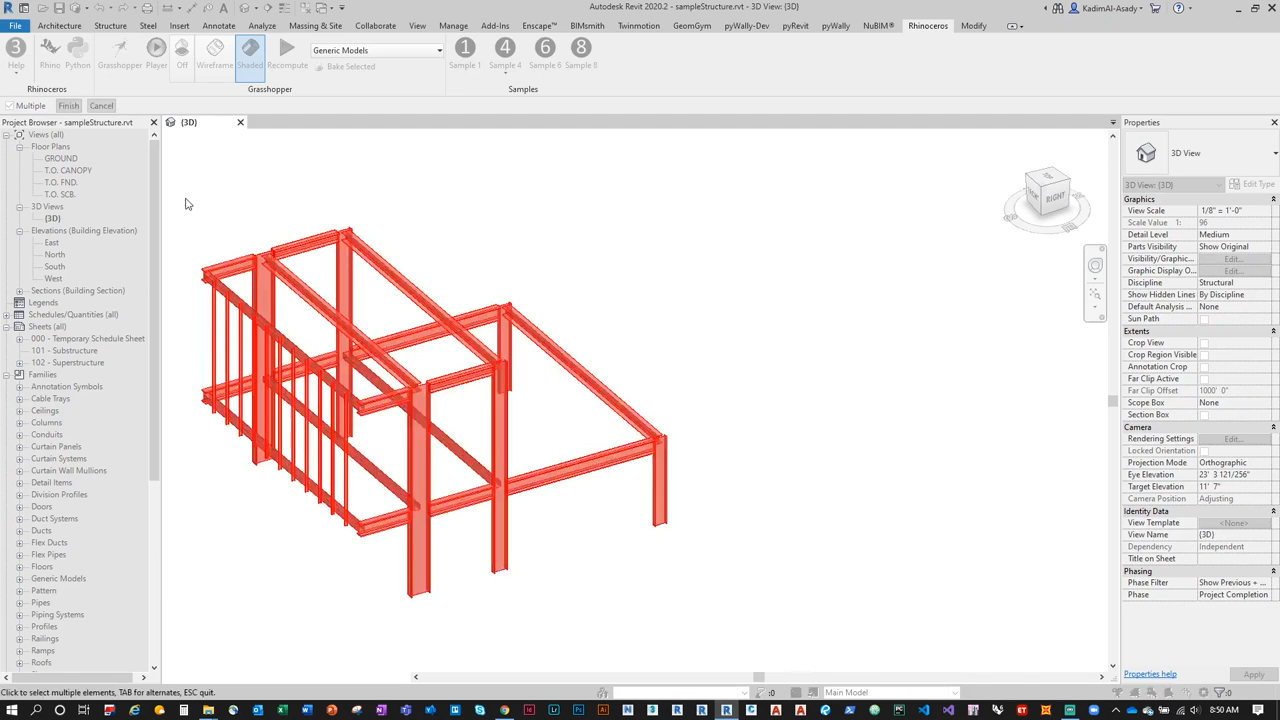 Autodesk Revit 2020.2 - sampleStructure.rvt - 3D View: {3D}
KadimAl-Asady
File Architecture Structure Steel Insert Annotate Analyze Massing & Site Collaborate View Manage Add-Ins Enscape™ BIMsmith Twinmotion GeomGym pyWally-Dev pyRevit pyWally NuBIM® Rhinoceros Modify
3 1 4 6 8
Help Rhino Python Grasshopper Player Off Wireframe Shaded Recompute Sample 1 Sample 4 Sample 6 Sample 8
Generic Models
Bake Selected
Rhinoceros Grasshopper Samples
Multiple Finish Cancel
Project Browser - sampleStructure.rvt
Views (all)
Floor Plans
GROUND
T.O. CANOPY
T.O. FND.
T.O. SCB.
3D Views
{3D}
Elevations (Building Elevation)
East
North
South
West
Sections (Building Section)
Legends
Schedules/Quantities (all)
Sheets (all)
000 - Temporary Schedule Sheet
101 - Substructure
102 - Superstructure
Families
Annotation Symbols
Cable Trays
Ceilings
Columns
Conduits
Curtain Panels
Curtain Systems
Curtain Wall Mullions
Detail Items
Division Profiles
Doors
Duct Systems
Ducts
Flex Ducts
Flex Pipes
Floors
Generic Models
Pattern
Pipes
Piping Systems
Profiles
Railings
Ramps
Roofs
{3D}
RIGHT
Properties
3D View
3D View: {3D} Edit Type
Graphics
View Scale 1/8" = 1'-0"
Scale Value 1: 96
Detail Level Medium
Parts Visibility Show Original
Visibility/Graphic... Edit...
Graphic Display O... Edit...
Discipline Structural
Show Hidden Lines By Discipline
Default Analysis ... None
Sun Path
Extents
Crop View
Crop Region Visible
Annotation Crop
Far Clip Active
Far Clip Offset 1000' 0"
Scope Box None
Section Box
Camera
Rendering Settings Edit...
Locked Orientation
Projection Mode Orthographic
Eye Elevation 23' 3 121/256"
Target Elevation 11' 7"
Camera Position Adjusting
Identity Data
View Template <None>
View Name {3D}
Dependency Independent
Title on Sheet
Phasing
Phase Filter Show Previous + ...
Phase Project Completion
Properties help Apply
Click to select multiple elements, TAB for alternates, ESC quit.
:0 Main Model :0
8:50 AM